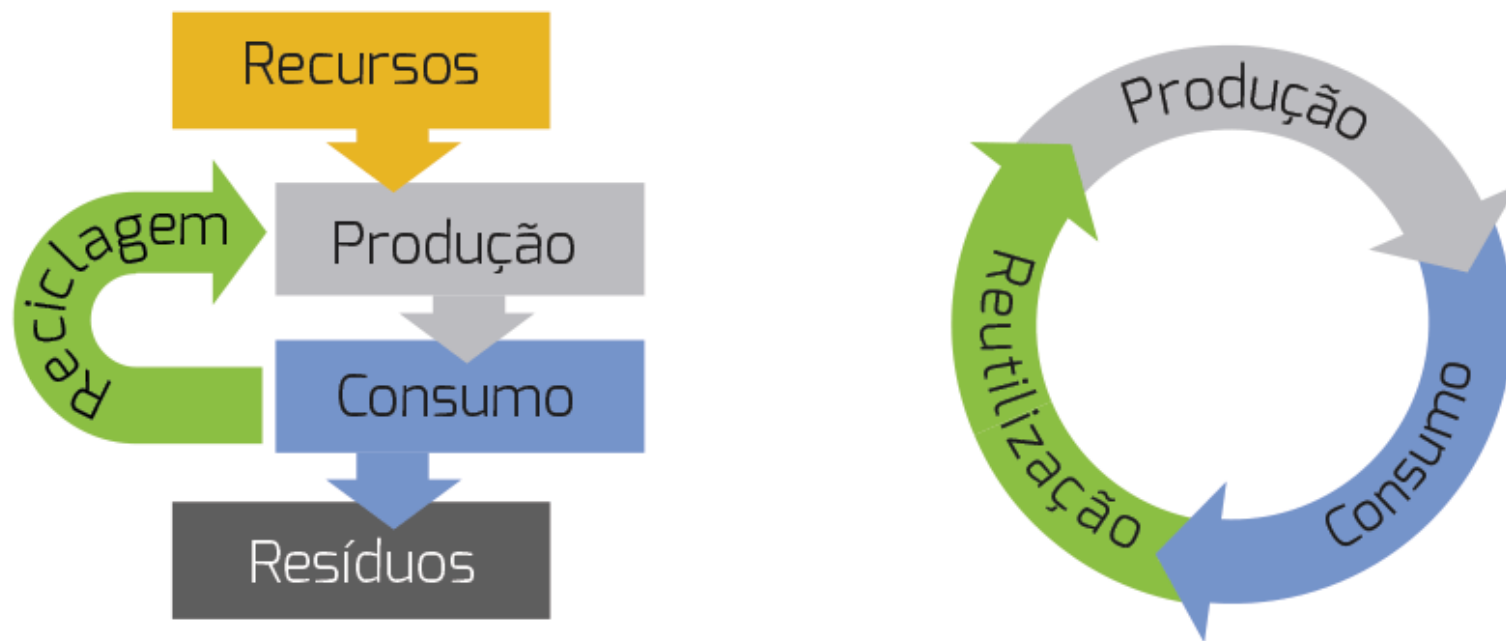 Recursos
Produção
Reciclagem
Consumo
Resíduos
Produção
Consumo
Reutilização